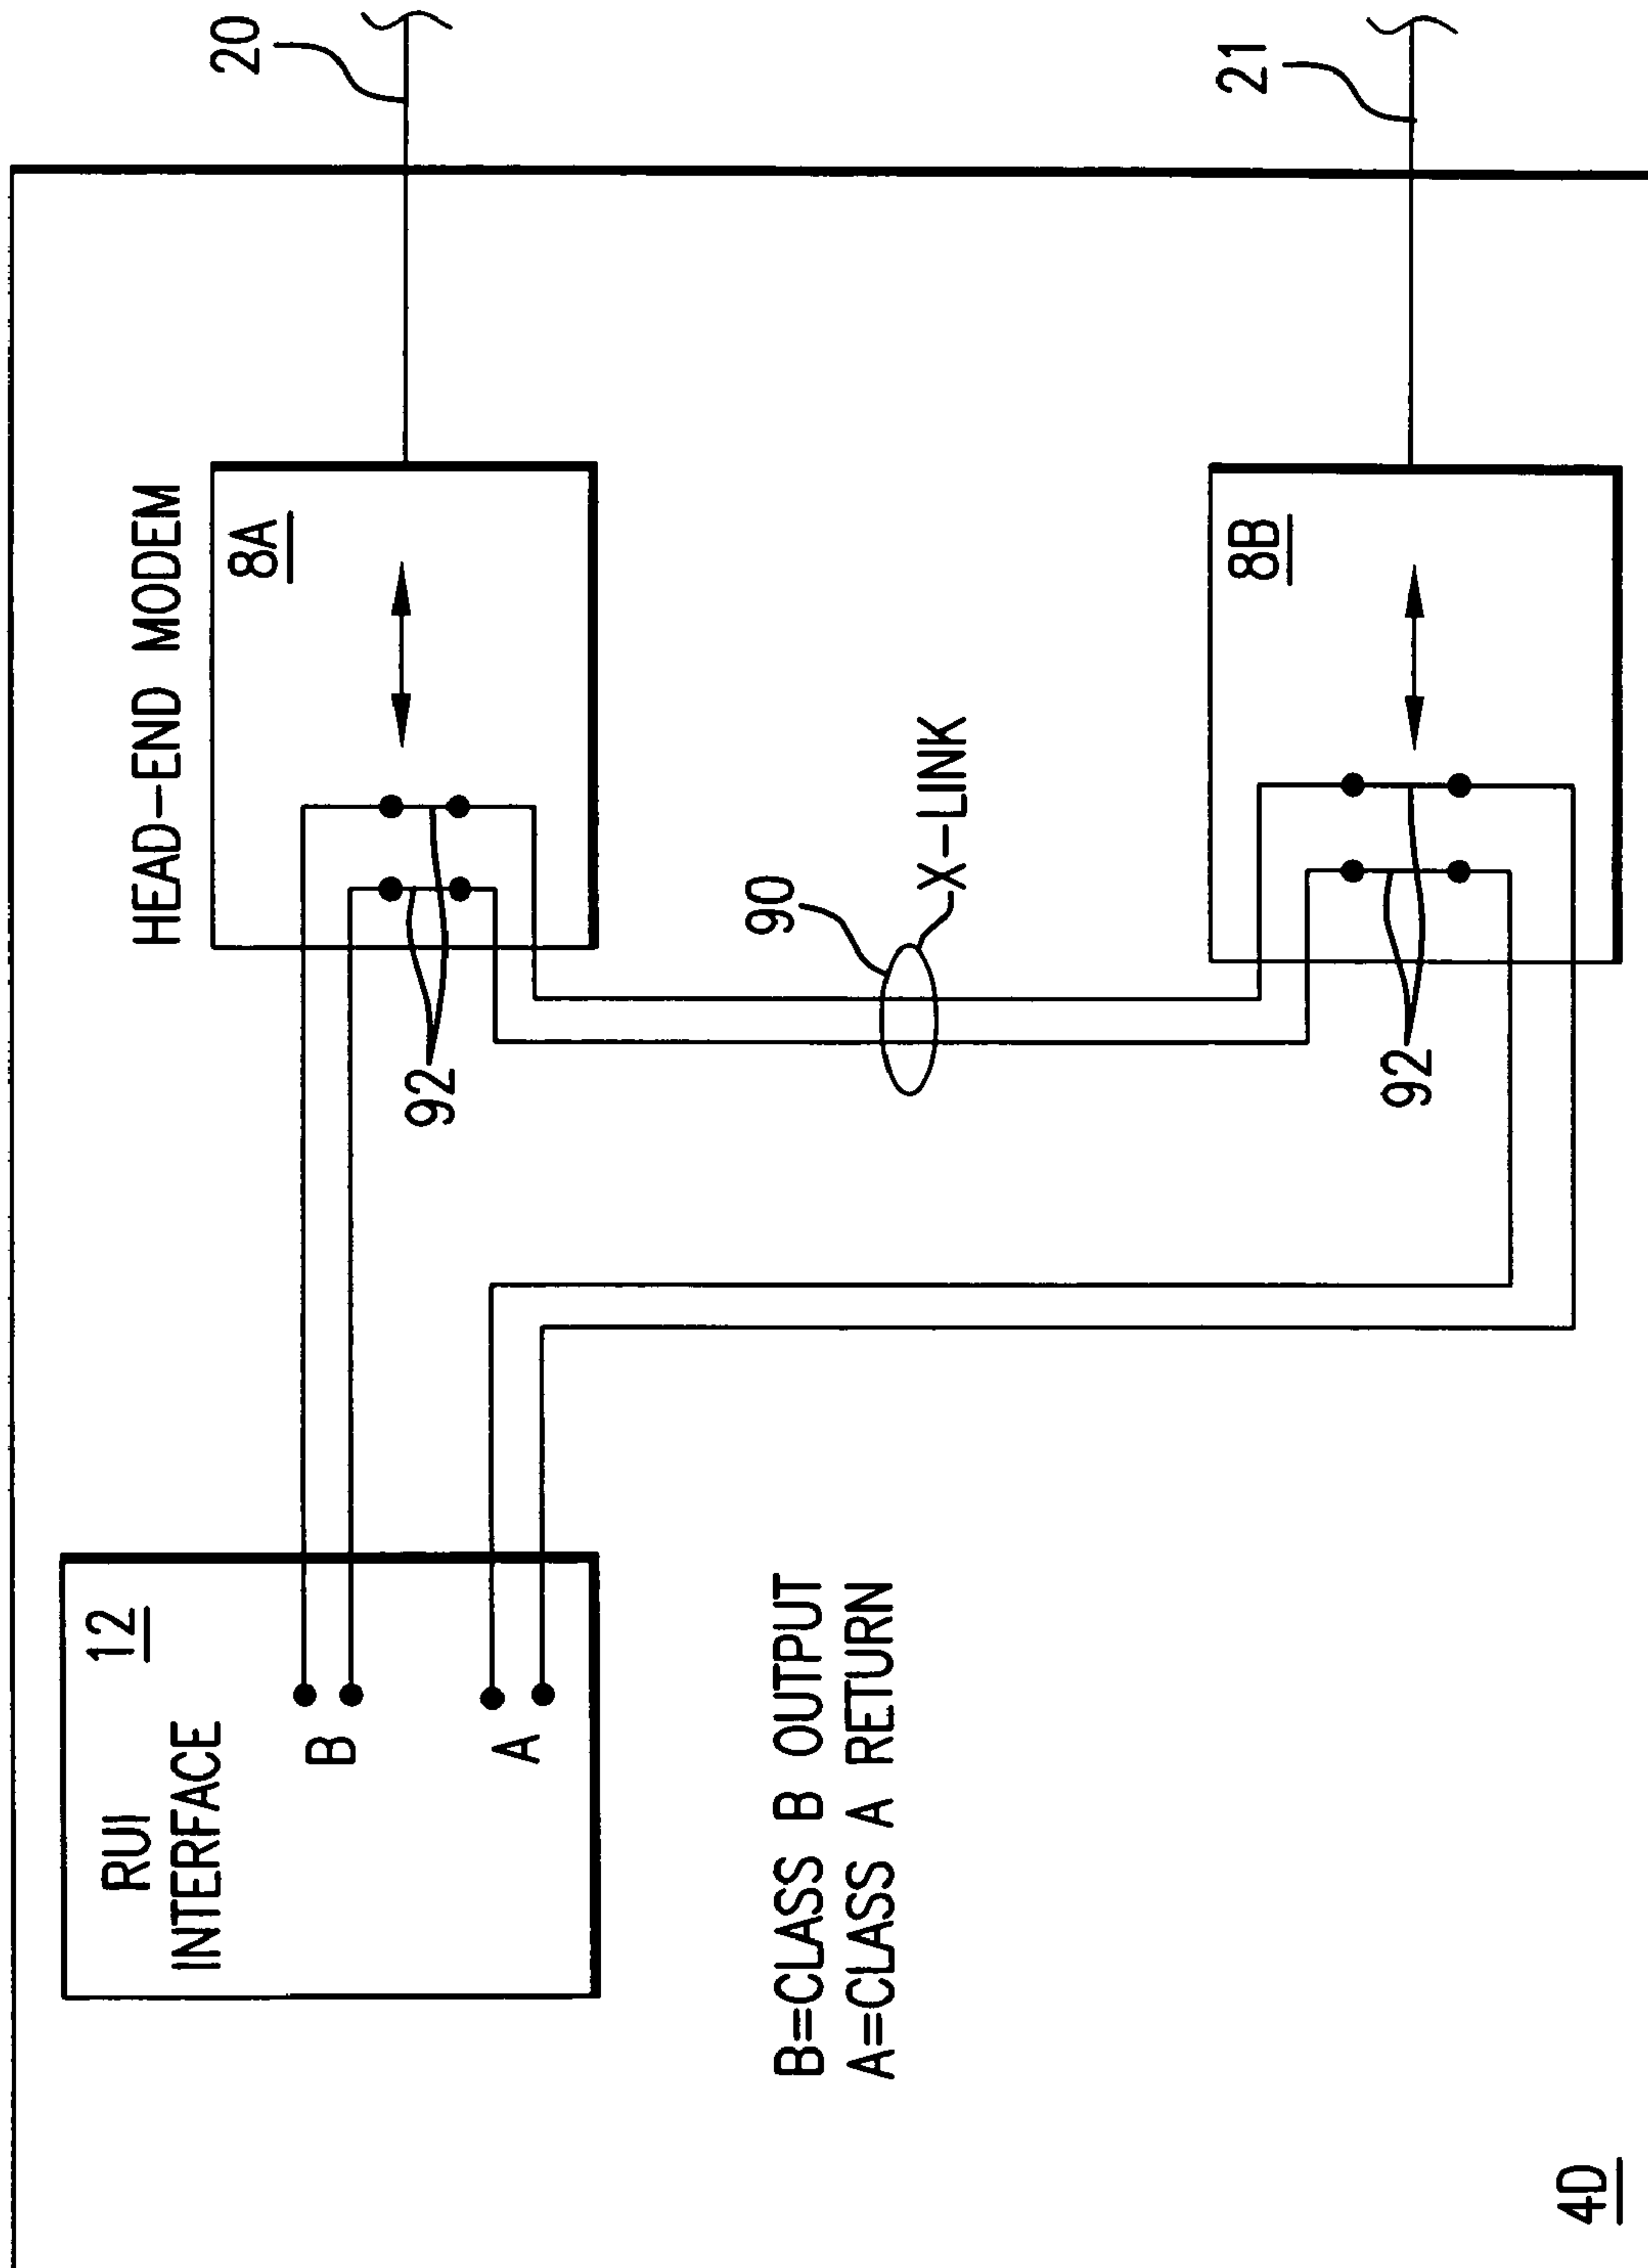 RUI
INTERFACE
12
B
A
HEAD-END MODEM
8A
20
92
90
X-LINK
B=CLASS B OUTPUT
A=CLASS A RETURN
8B
21
92
4D